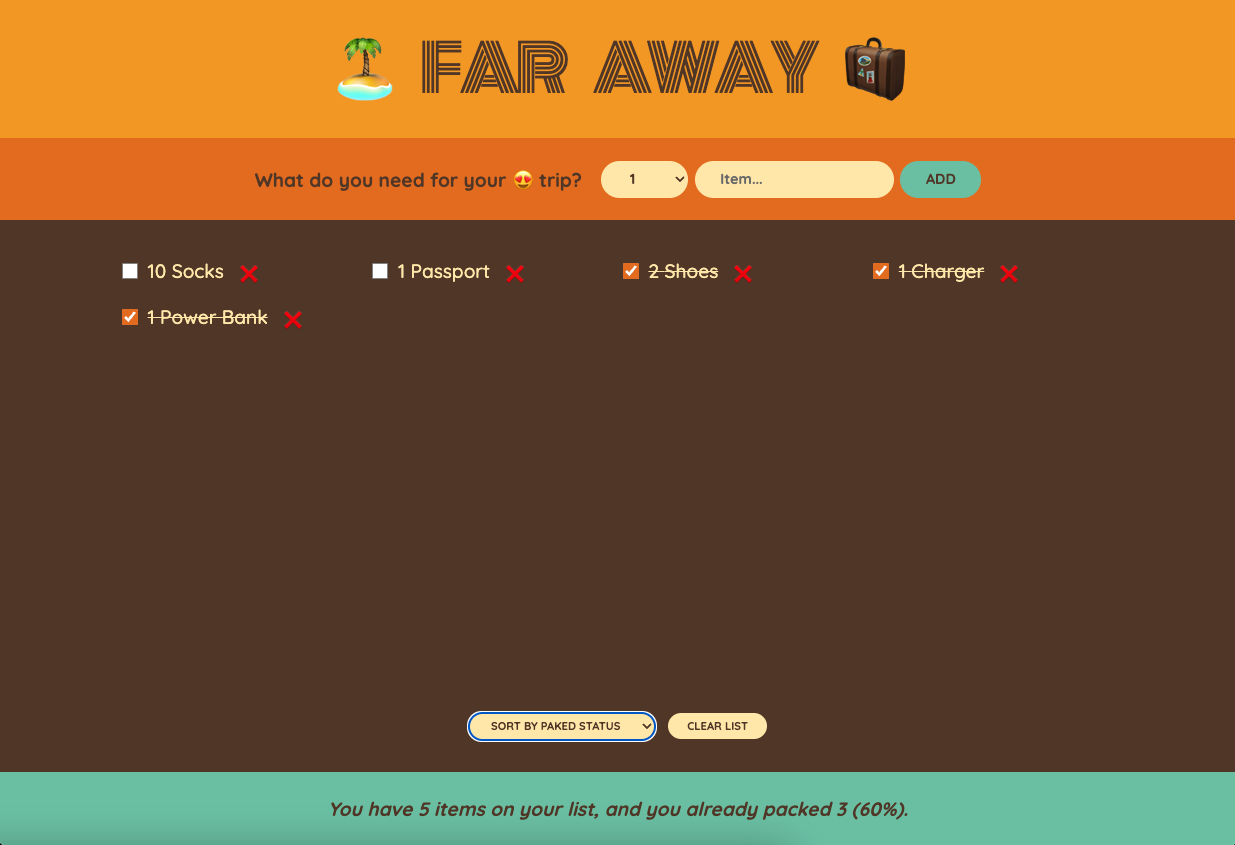 🏝️ FAR AWAY 🧳
What do you need for your 😍 trip? 1 Item... ADD
10 Socks ❌ 1 Passport ❌ 2 Shoes ❌ 1 Charger ❌
1 Power Bank ❌
SORT BY PAKED STATUS CLEAR LIST
You have 5 items on your list, and you already packed 3 (60%).